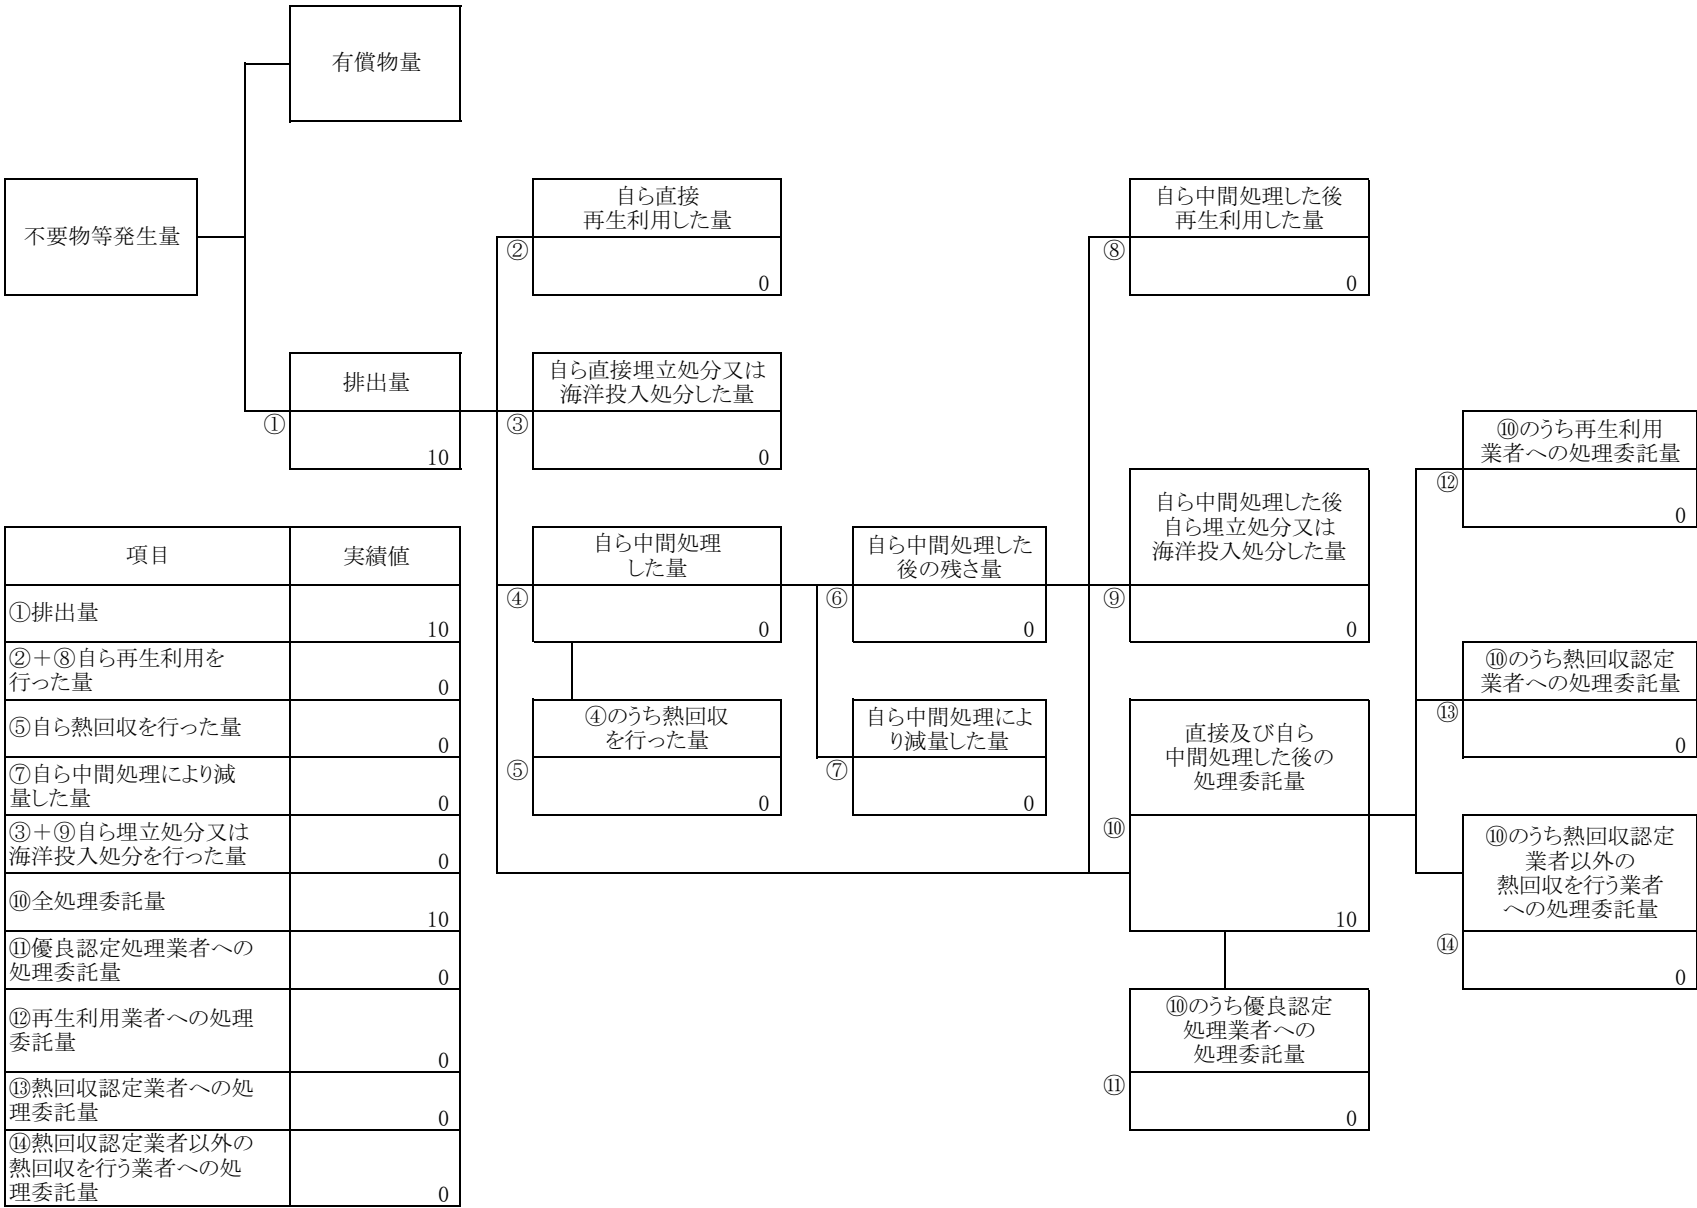 有償物量
不要物等発生量
自ら直接
再生利用した量
②
0
自ら中間処理した後
再生利用した量
⑧
0
排出量
①
10
自ら直接埋立処分又は
海洋投入処分した量
③
0
⑩のうち再生利用
業者への処理委託量
⑫
0
自ら中間処理した後
自ら埋立処分又は
海洋投入処分した量
⑨
0
自ら中間処理
した量
④
0
自ら中間処理した
後の残さ量
⑥
0
⑩のうち熱回収認定
業者への処理委託量
⑬
0
④のうち熱回収
を行った量
⑤
0
自ら中間処理によ
り減量した量
⑦
0
直接及び自ら
中間処理した後の
処理委託量
⑩
10
⑩のうち熱回収認定
業者以外の
熱回収を行う業者
への処理委託量
⑭
0
⑩のうち優良認定
処理業者への
処理委託量
⑪
0
項目 実績値
①排出量
10
②＋⑧自ら再生利用を
行った量
0
⑤自ら熱回収を行った量
0
⑦自ら中間処理により減
量した量
0
③＋⑨自ら埋立処分又は
海洋投入処分を行った量
0
⑩全処理委託量
10
⑪優良認定処理業者への
処理委託量
0
⑫再生利用業者への処理
委託量
0
⑬熱回収認定業者への処
理委託量
0
⑭熱回収認定業者以外の
熱回収を行う業者への処
理委託量
0